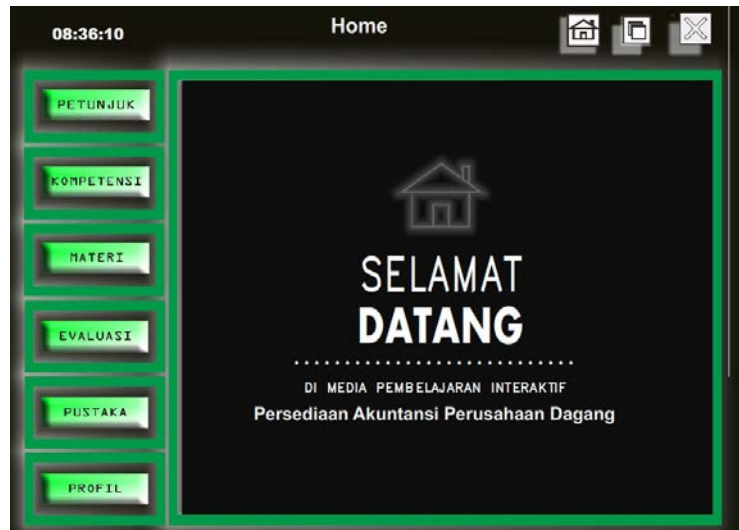 08:36:10
Home
PETUNJUK
KOMPETENSI
MATERI
EVALUASI
PUSTAKA
PROFIL
SELAMAT
DATANG
DI MEDIA PEMBELAJARAN INTERAKTIF
Persediaan Akuntansi Perusahaan Dagang